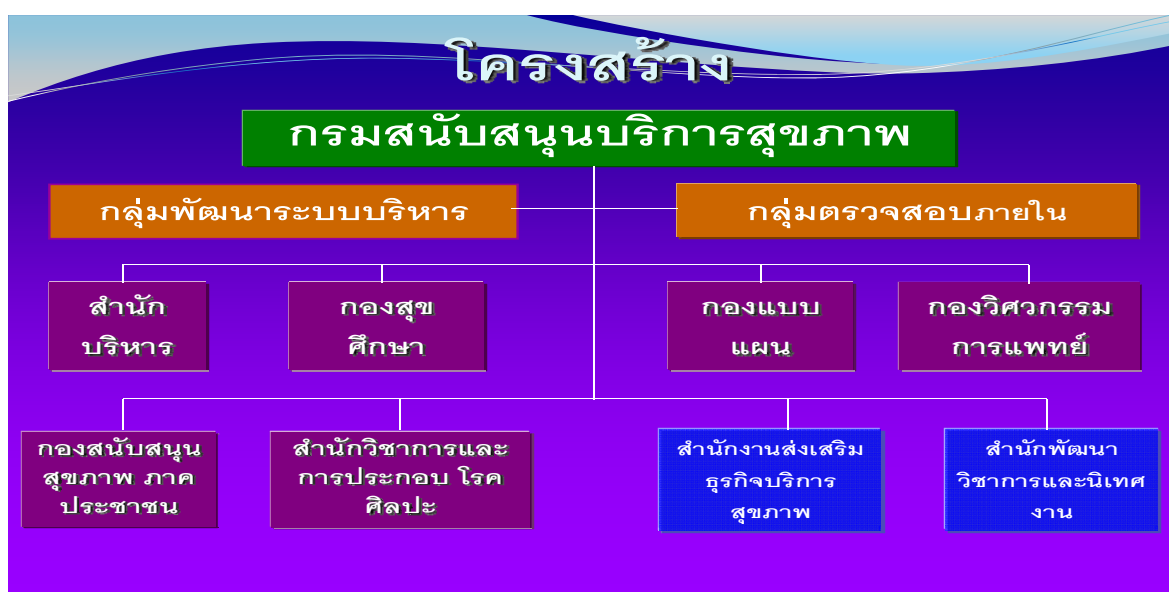 โครงสร้าง
กรมสนับสนุนบริการสุขภาพ
กลุ่มพัฒนาระบบบริหาร
กลุ่มตรวจสอบภายใน
สำนัก
บริหาร
กองสุข
ศึกษา
กองแบบ
แผน
กองวิศวกรรม
การแพทย์
กองสนับสนุน
สุขภาพ ภาค
ประชาชน
สำนักวิชาการและ
การประกอบ โรค
ศิลปะ
สำนักงานส่งเสริม
ธุรกิจบริการ
สุขภาพ
สำนักพัฒนา
วิชาการและนิเทศ
งาน